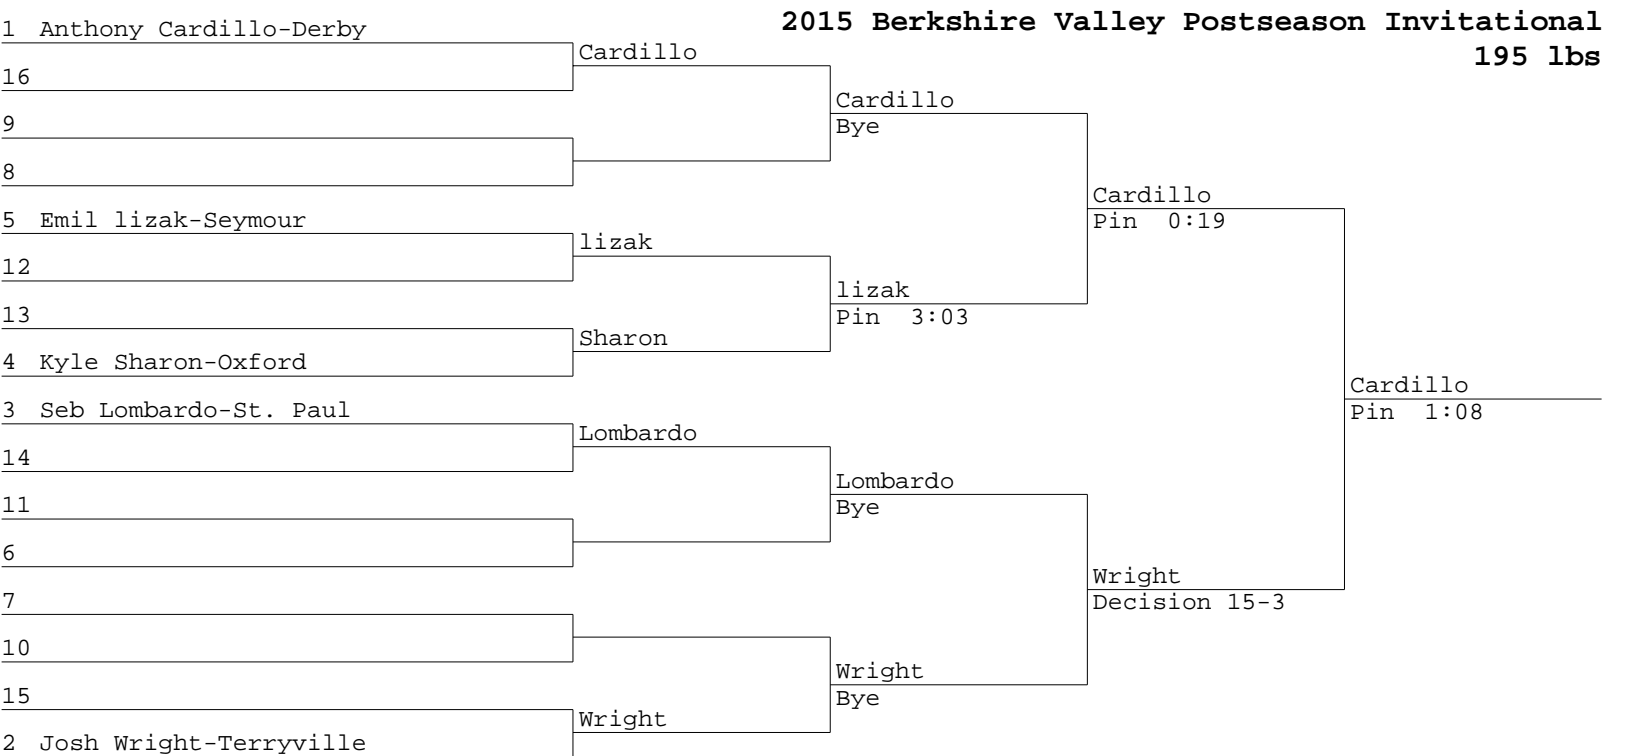 2015 Berkshire Valley Postseason Invitational
195 lbs
1 Anthony Cardillo-Derby
16
9
8
5 Emil lizak-Seymour
12
13
4 Kyle Sharon-Oxford
3 Seb Lombardo-St. Paul
14
11
6
7
10
15
2 Josh Wright-Terryville
Cardillo
lizak
Sharon
Lombardo
Wright
Cardillo
Bye
lizak
Pin 3:03
Lombardo
Bye
Wright
Bye
Cardillo
Pin 0:19
Wright
Decision 15-3
Cardillo
Pin 1:08